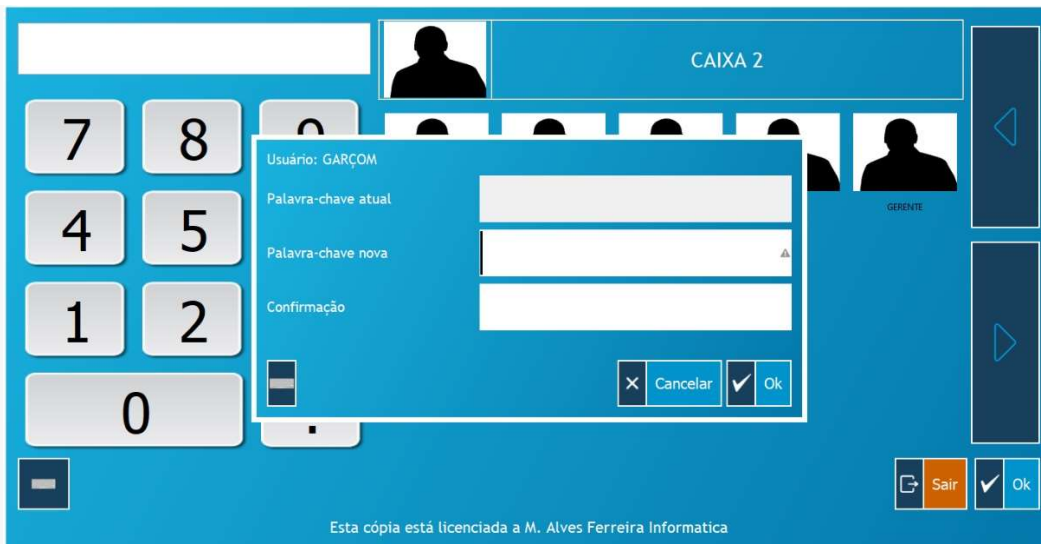 CAIXA 2
7 8 9
Usuário: GARÇOM
Palavra-chave atual
GERENTE
4 5
Palavra-chave nova
Confirmação
1 2
Cancelar Ok
0 .
Sair Ok
Esta cópia está licenciada a M. Alves Ferreira Informatica